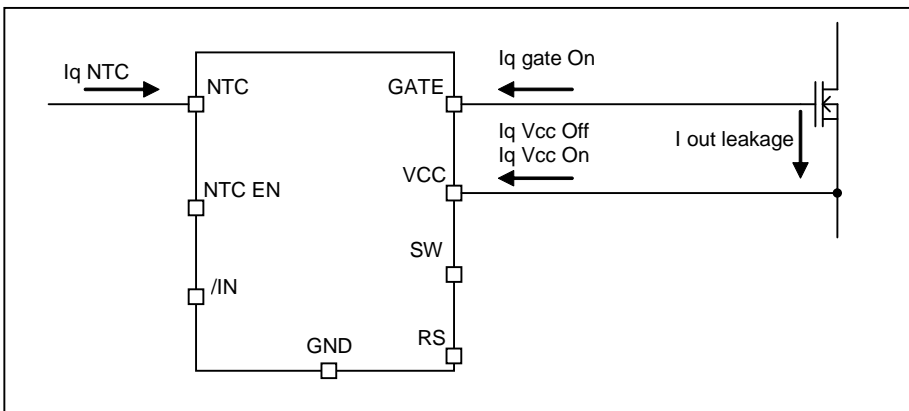 Iq NTC
Iq gate On
NTC
GATE
Iq Vcc Off
Iq Vcc On
I out leakage
VCC
NTC EN
SW
/IN
RS
GND